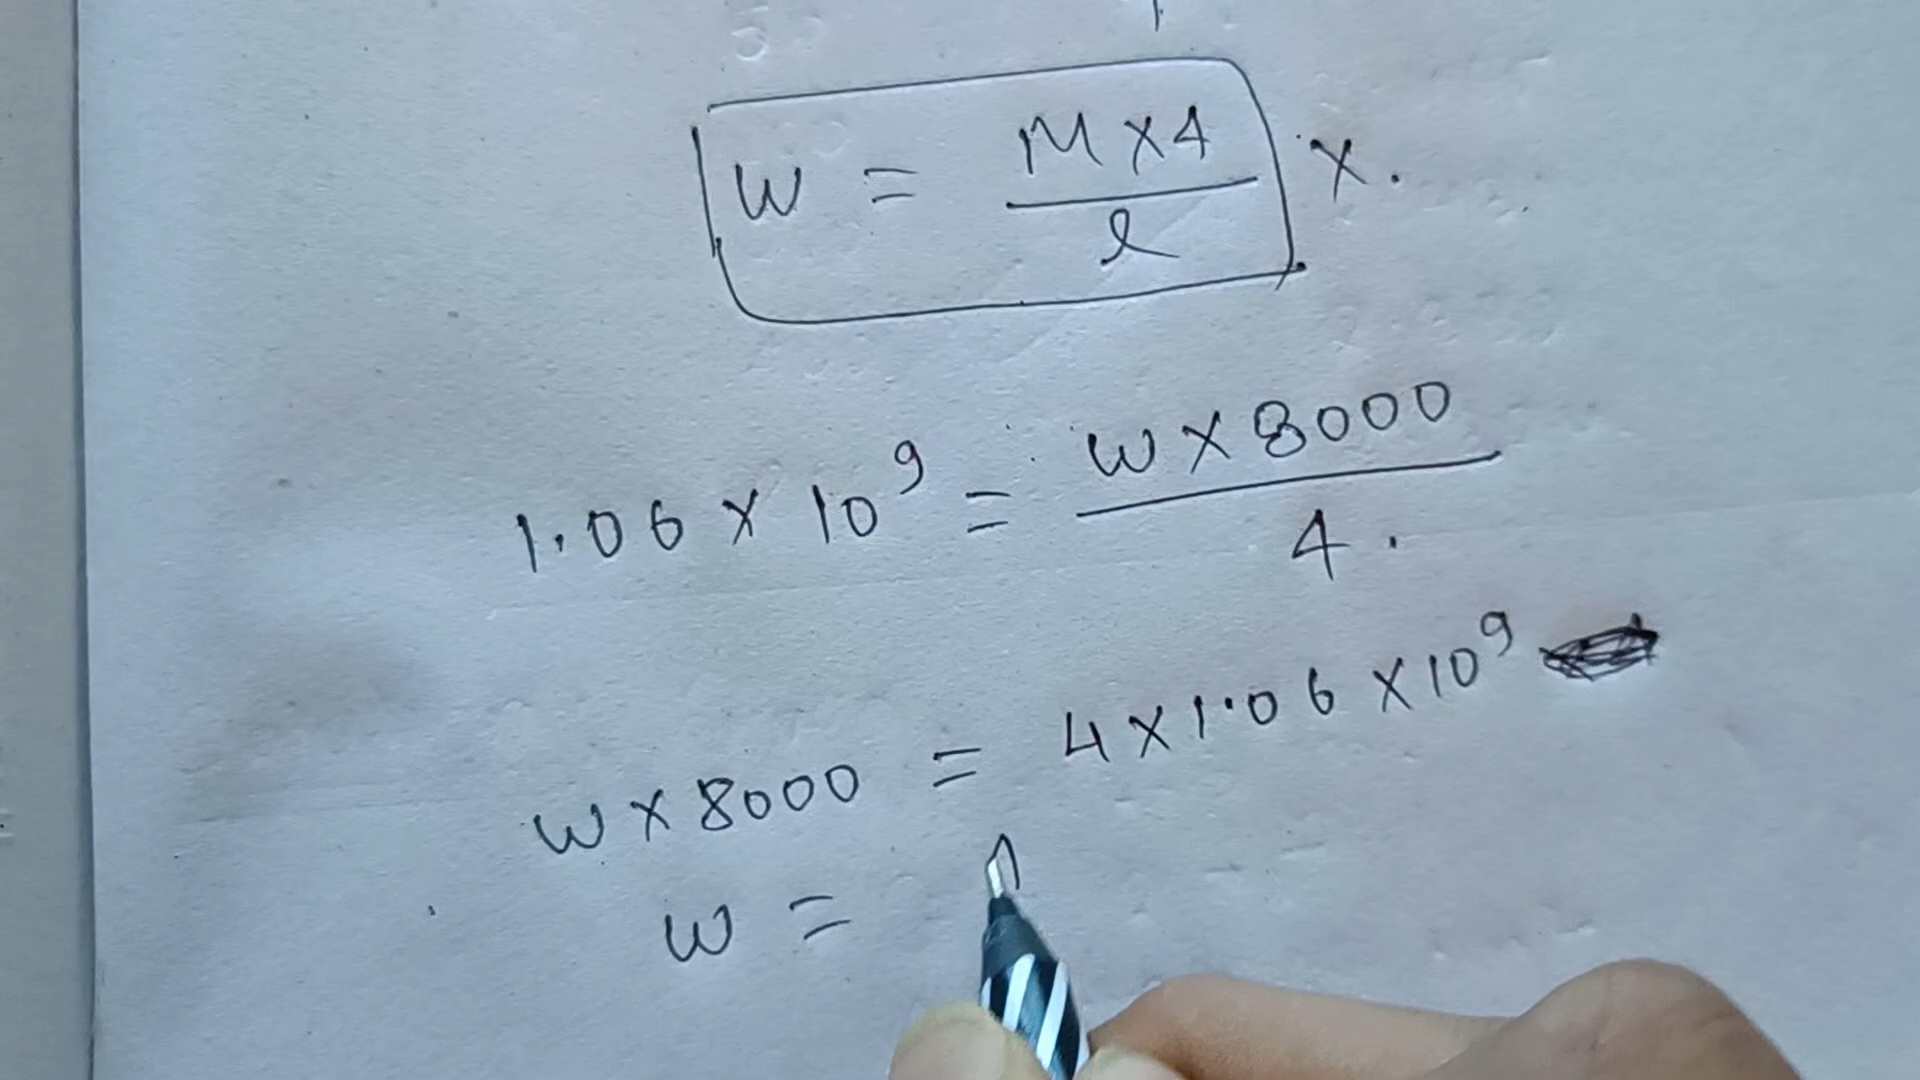 W = M×4/l ×.
1.06 × 10⁹ = W × 8000/4.
W × 8000 = 4 × 1.06 × 10⁹
W =